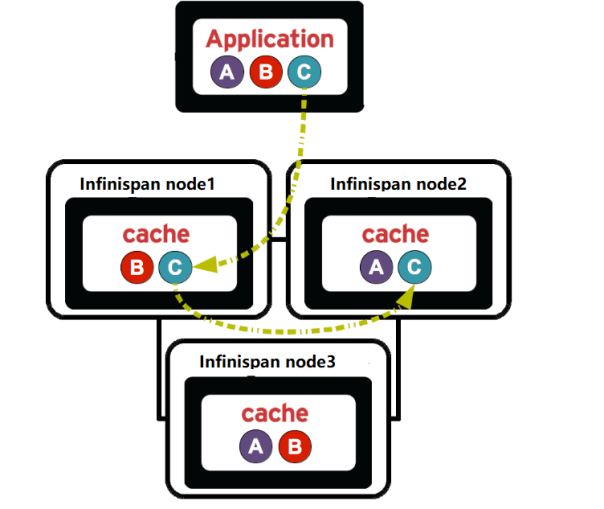 Application
A B C
Infinispan node1
cache
B C
Infinispan node2
cache
A C
Infinispan node3
cache
A B